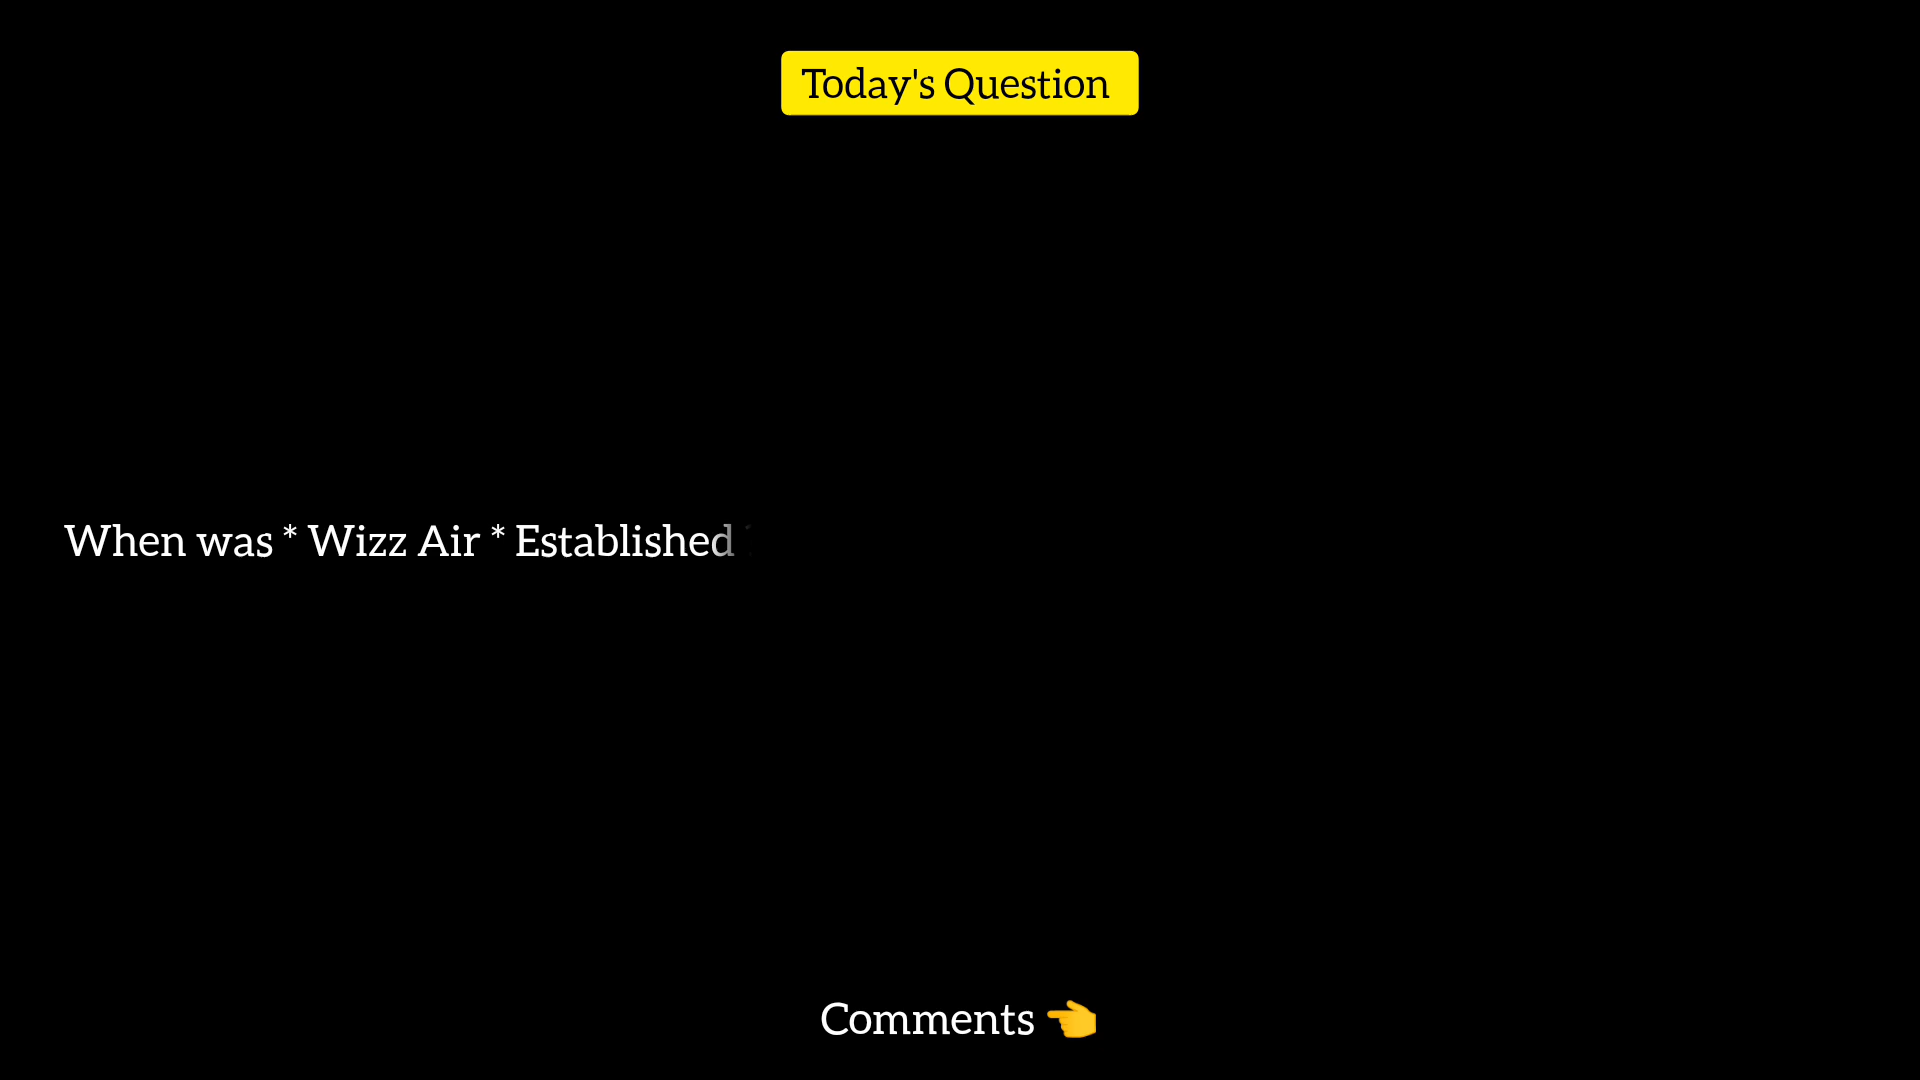 Today's Question
When was * Wizz Air * Established
Comments 👈